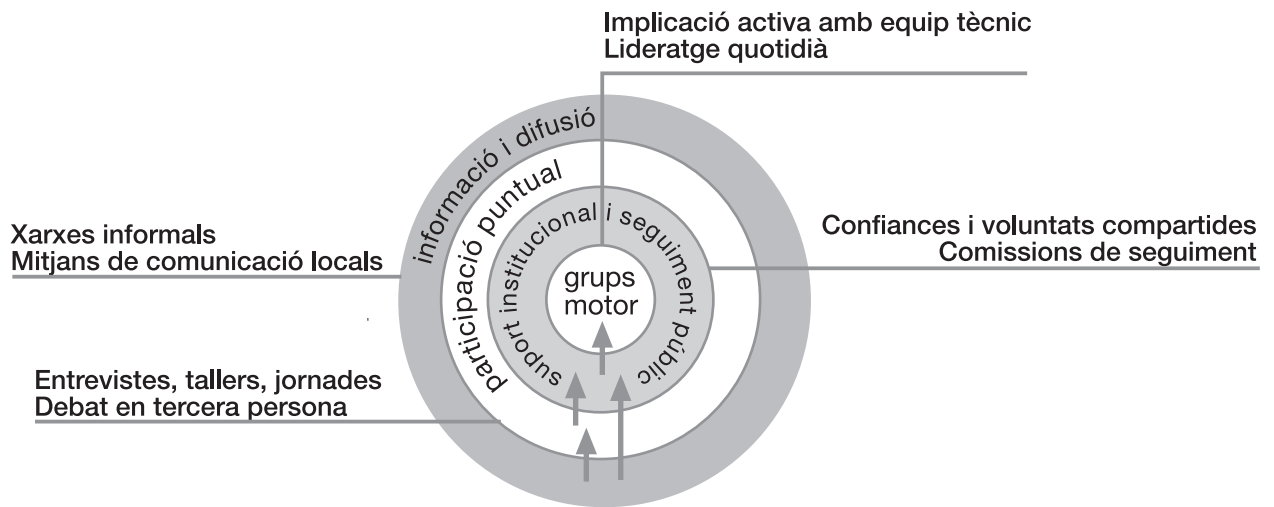 Implicació activa amb equip tècnic
Lideratge quotidià
informació i difusió
participació puntual
suport institucional i seguiment públic
grups
motor
Xarxes informals
Mitjans de comunicació locals
Confiances i voluntats compartides
Comissions de seguiment
Entrevistes, tallers, jornades
Debat en tercera persona